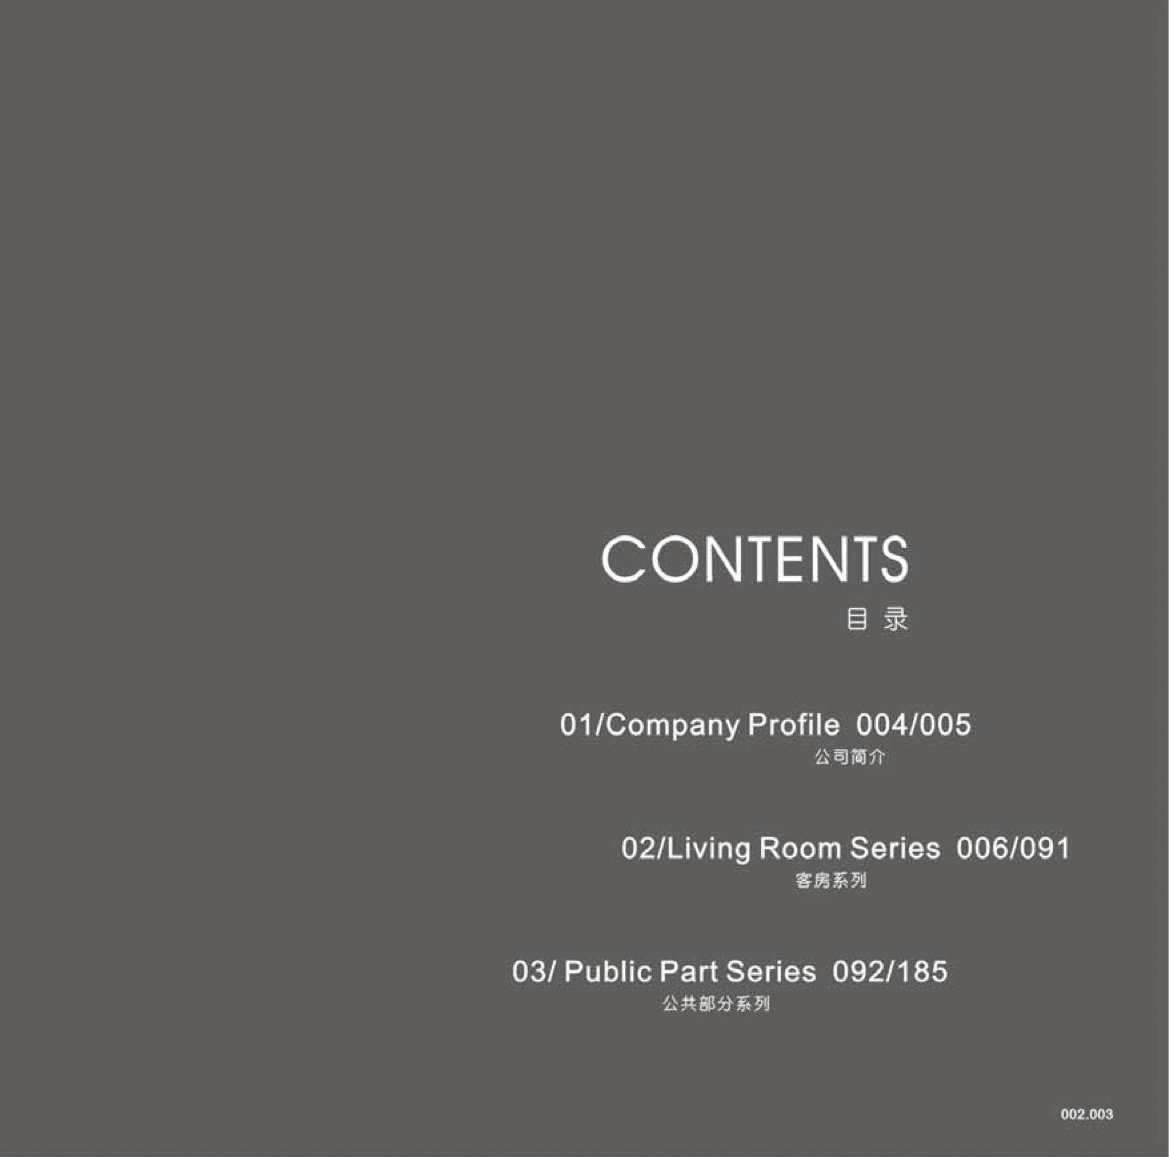 CONTENTS
目 录
01/Company Profile 004/005
公司简介
02/Living Room Series 006/091
客房系列
03/ Public Part Series 092/185
公共部分系列
002.003